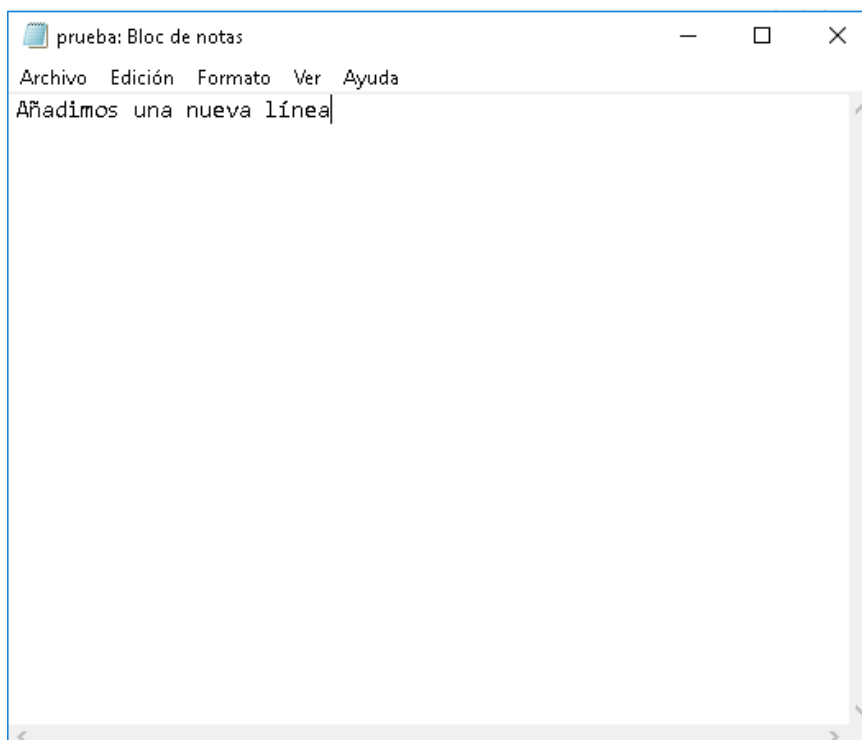 prueba: Bloc de notas
Archivo Edición Formato Ver Ayuda
Añadimos una nueva línea